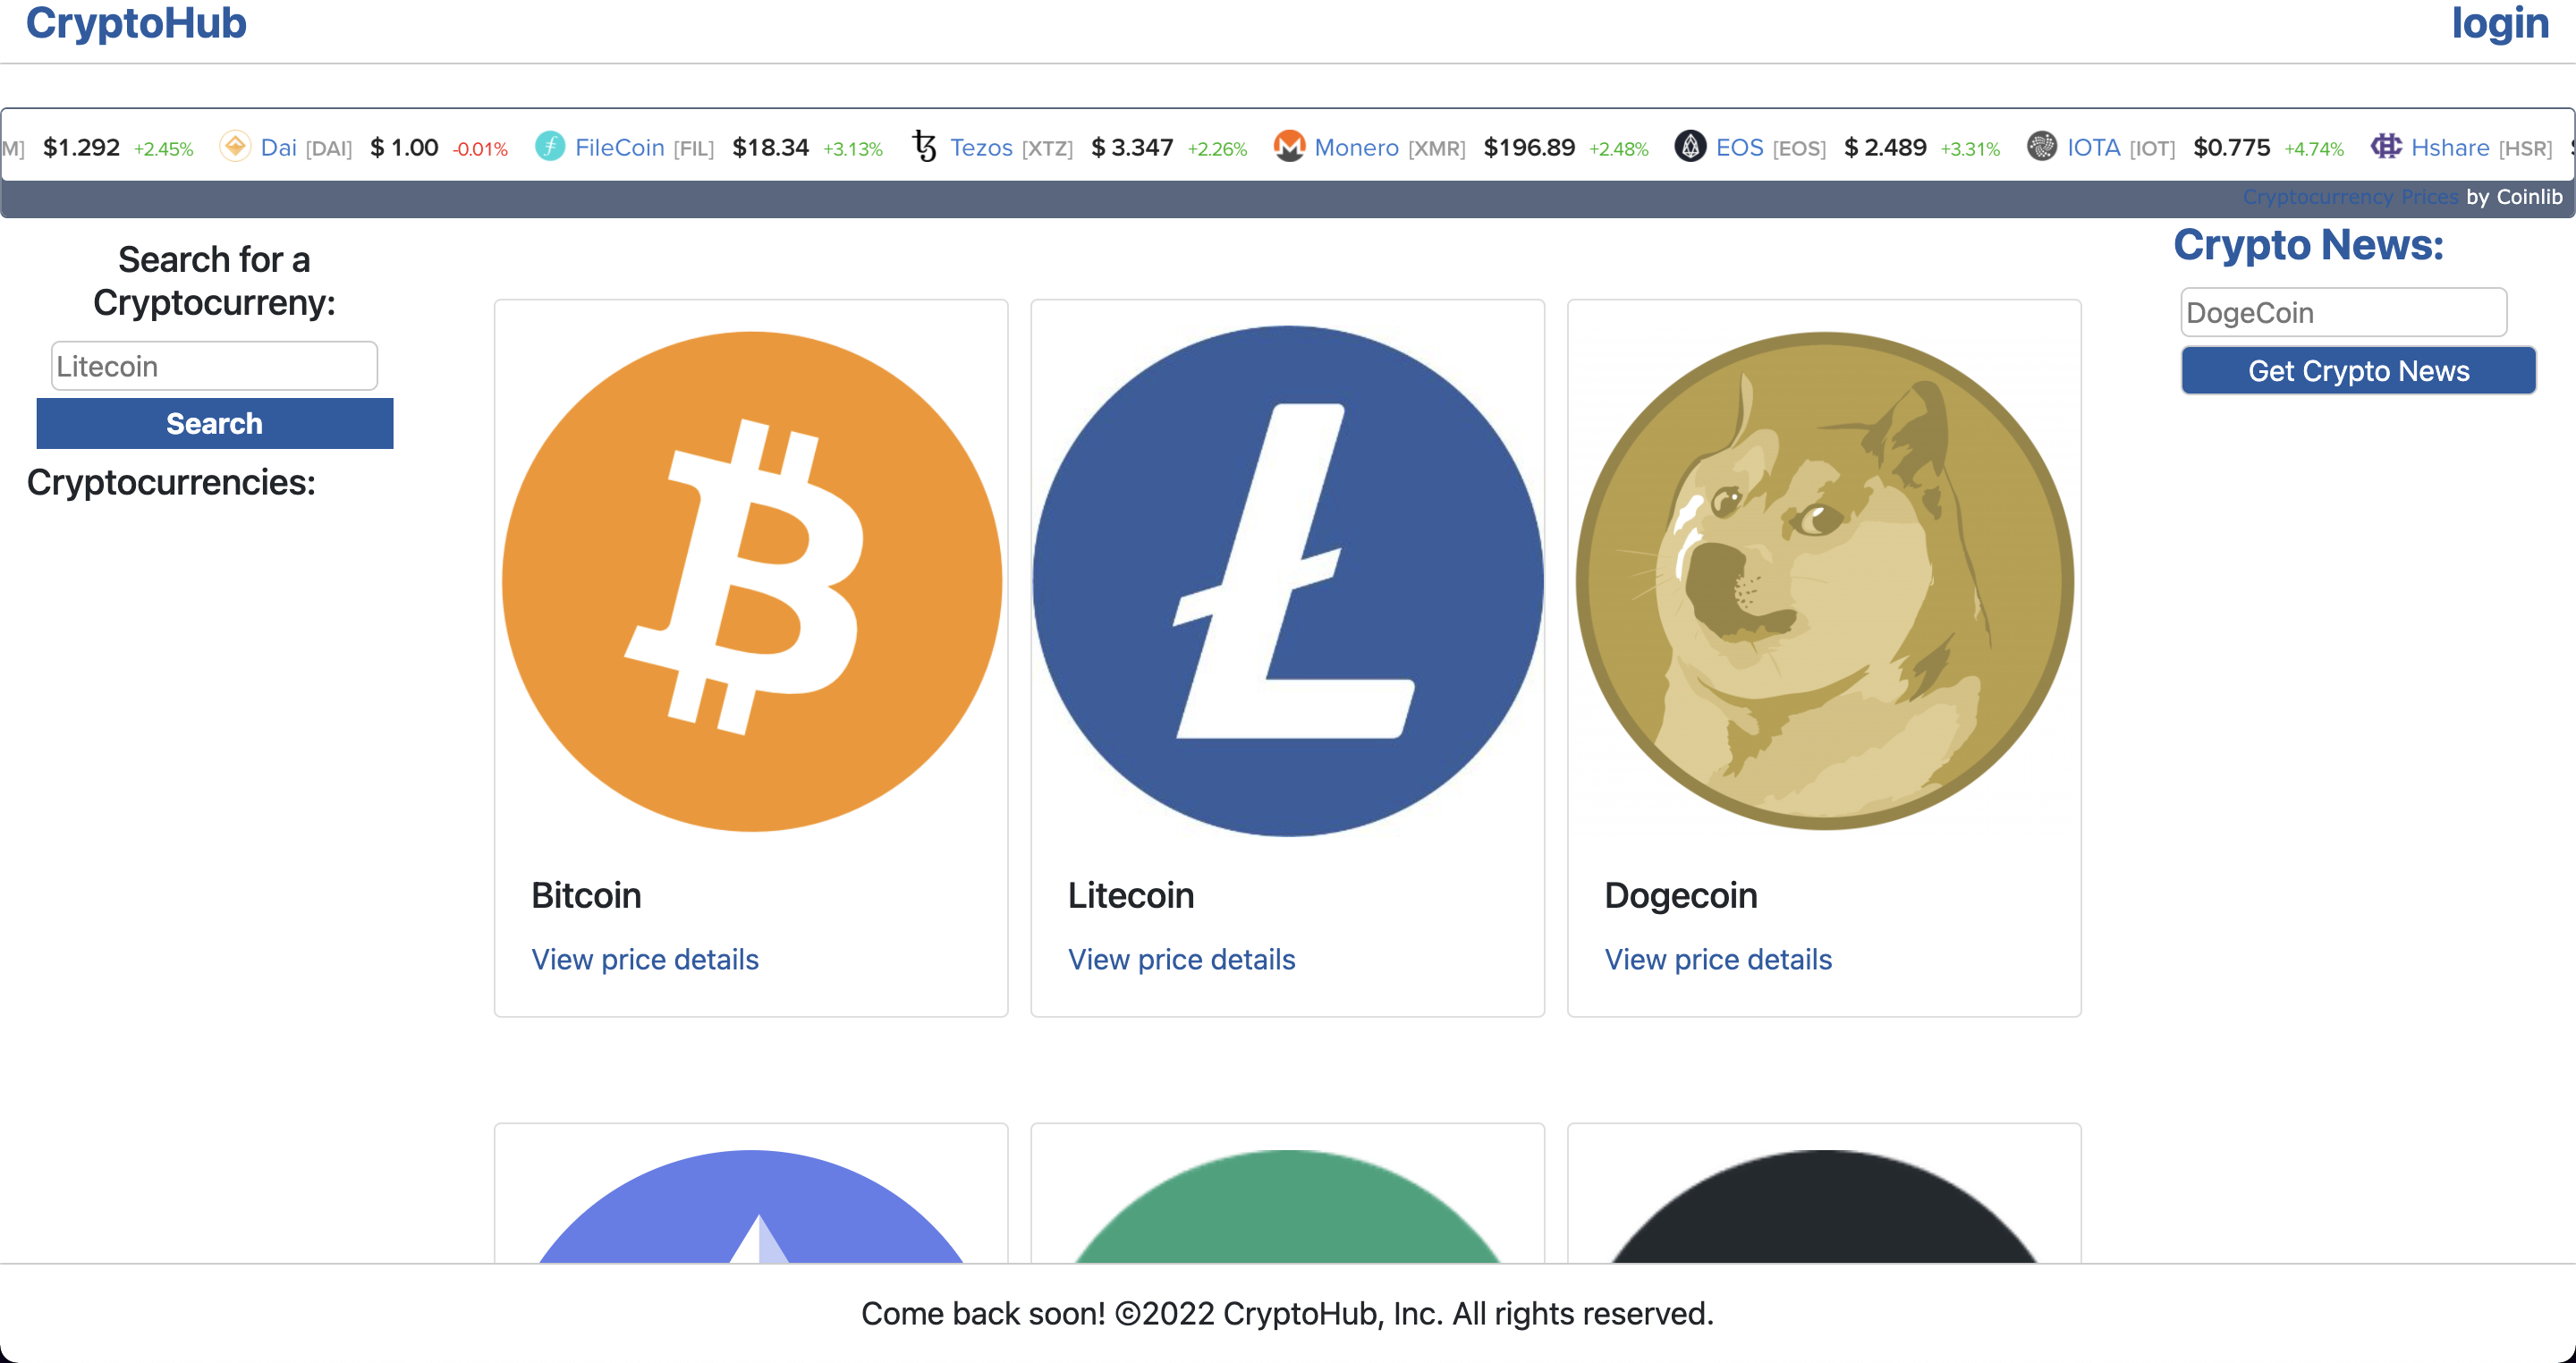 CryptoHub
login
M] $1.292 +2.45% Dai [DAI] $ 1.00 -0.01% FileCoin [FIL] $18.34 +3.13% Tezos [XTZ] $ 3.347 +2.26% Monero [XMR] $196.89 +2.48% EOS [EOS] $ 2.489 +3.31% IOTA [IOT] $0.775 +4.74% Hshare [HSR]
Cryptocurrency Prices by Coinlib
Search for a
Cryptocurreny:
Litecoin
Search
Cryptocurrencies:
Bitcoin
View price details
Litecoin
View price details
Dogecoin
View price details
Crypto News:
DogeCoin
Get Crypto News
Come back soon! ©2022 CryptoHub, Inc. All rights reserved.